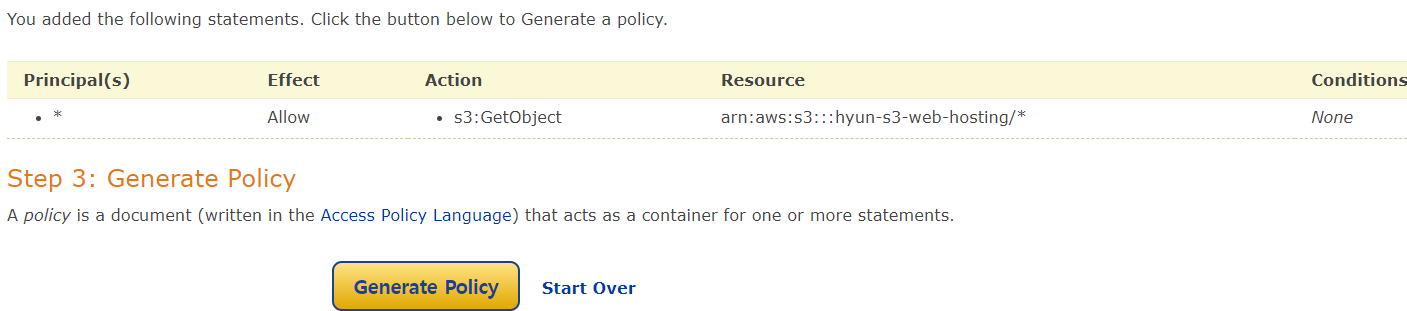 You added the following statements. Click the button below to Generate a policy.
Principal(s) Effect Action Resource Conditions
• * Allow • s3:GetObject arn:aws:s3:::hyun-s3-web-hosting/* None
Step 3: Generate Policy
A policy is a document (written in the Access Policy Language) that acts as a container for one or more statements.
Generate Policy Start Over